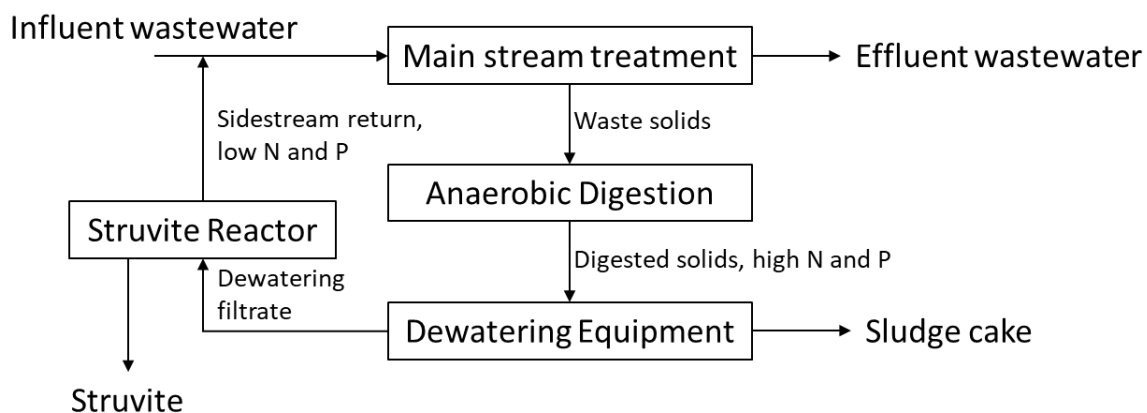 Influent wastewater
Main stream treatment
Effluent wastewater
Sidestream return,
low N and P
Waste solids
Anaerobic Digestion
Struvite Reactor
Digested solids, high N and P
Dewatering
filtrate
Dewatering Equipment
Sludge cake
Struvite